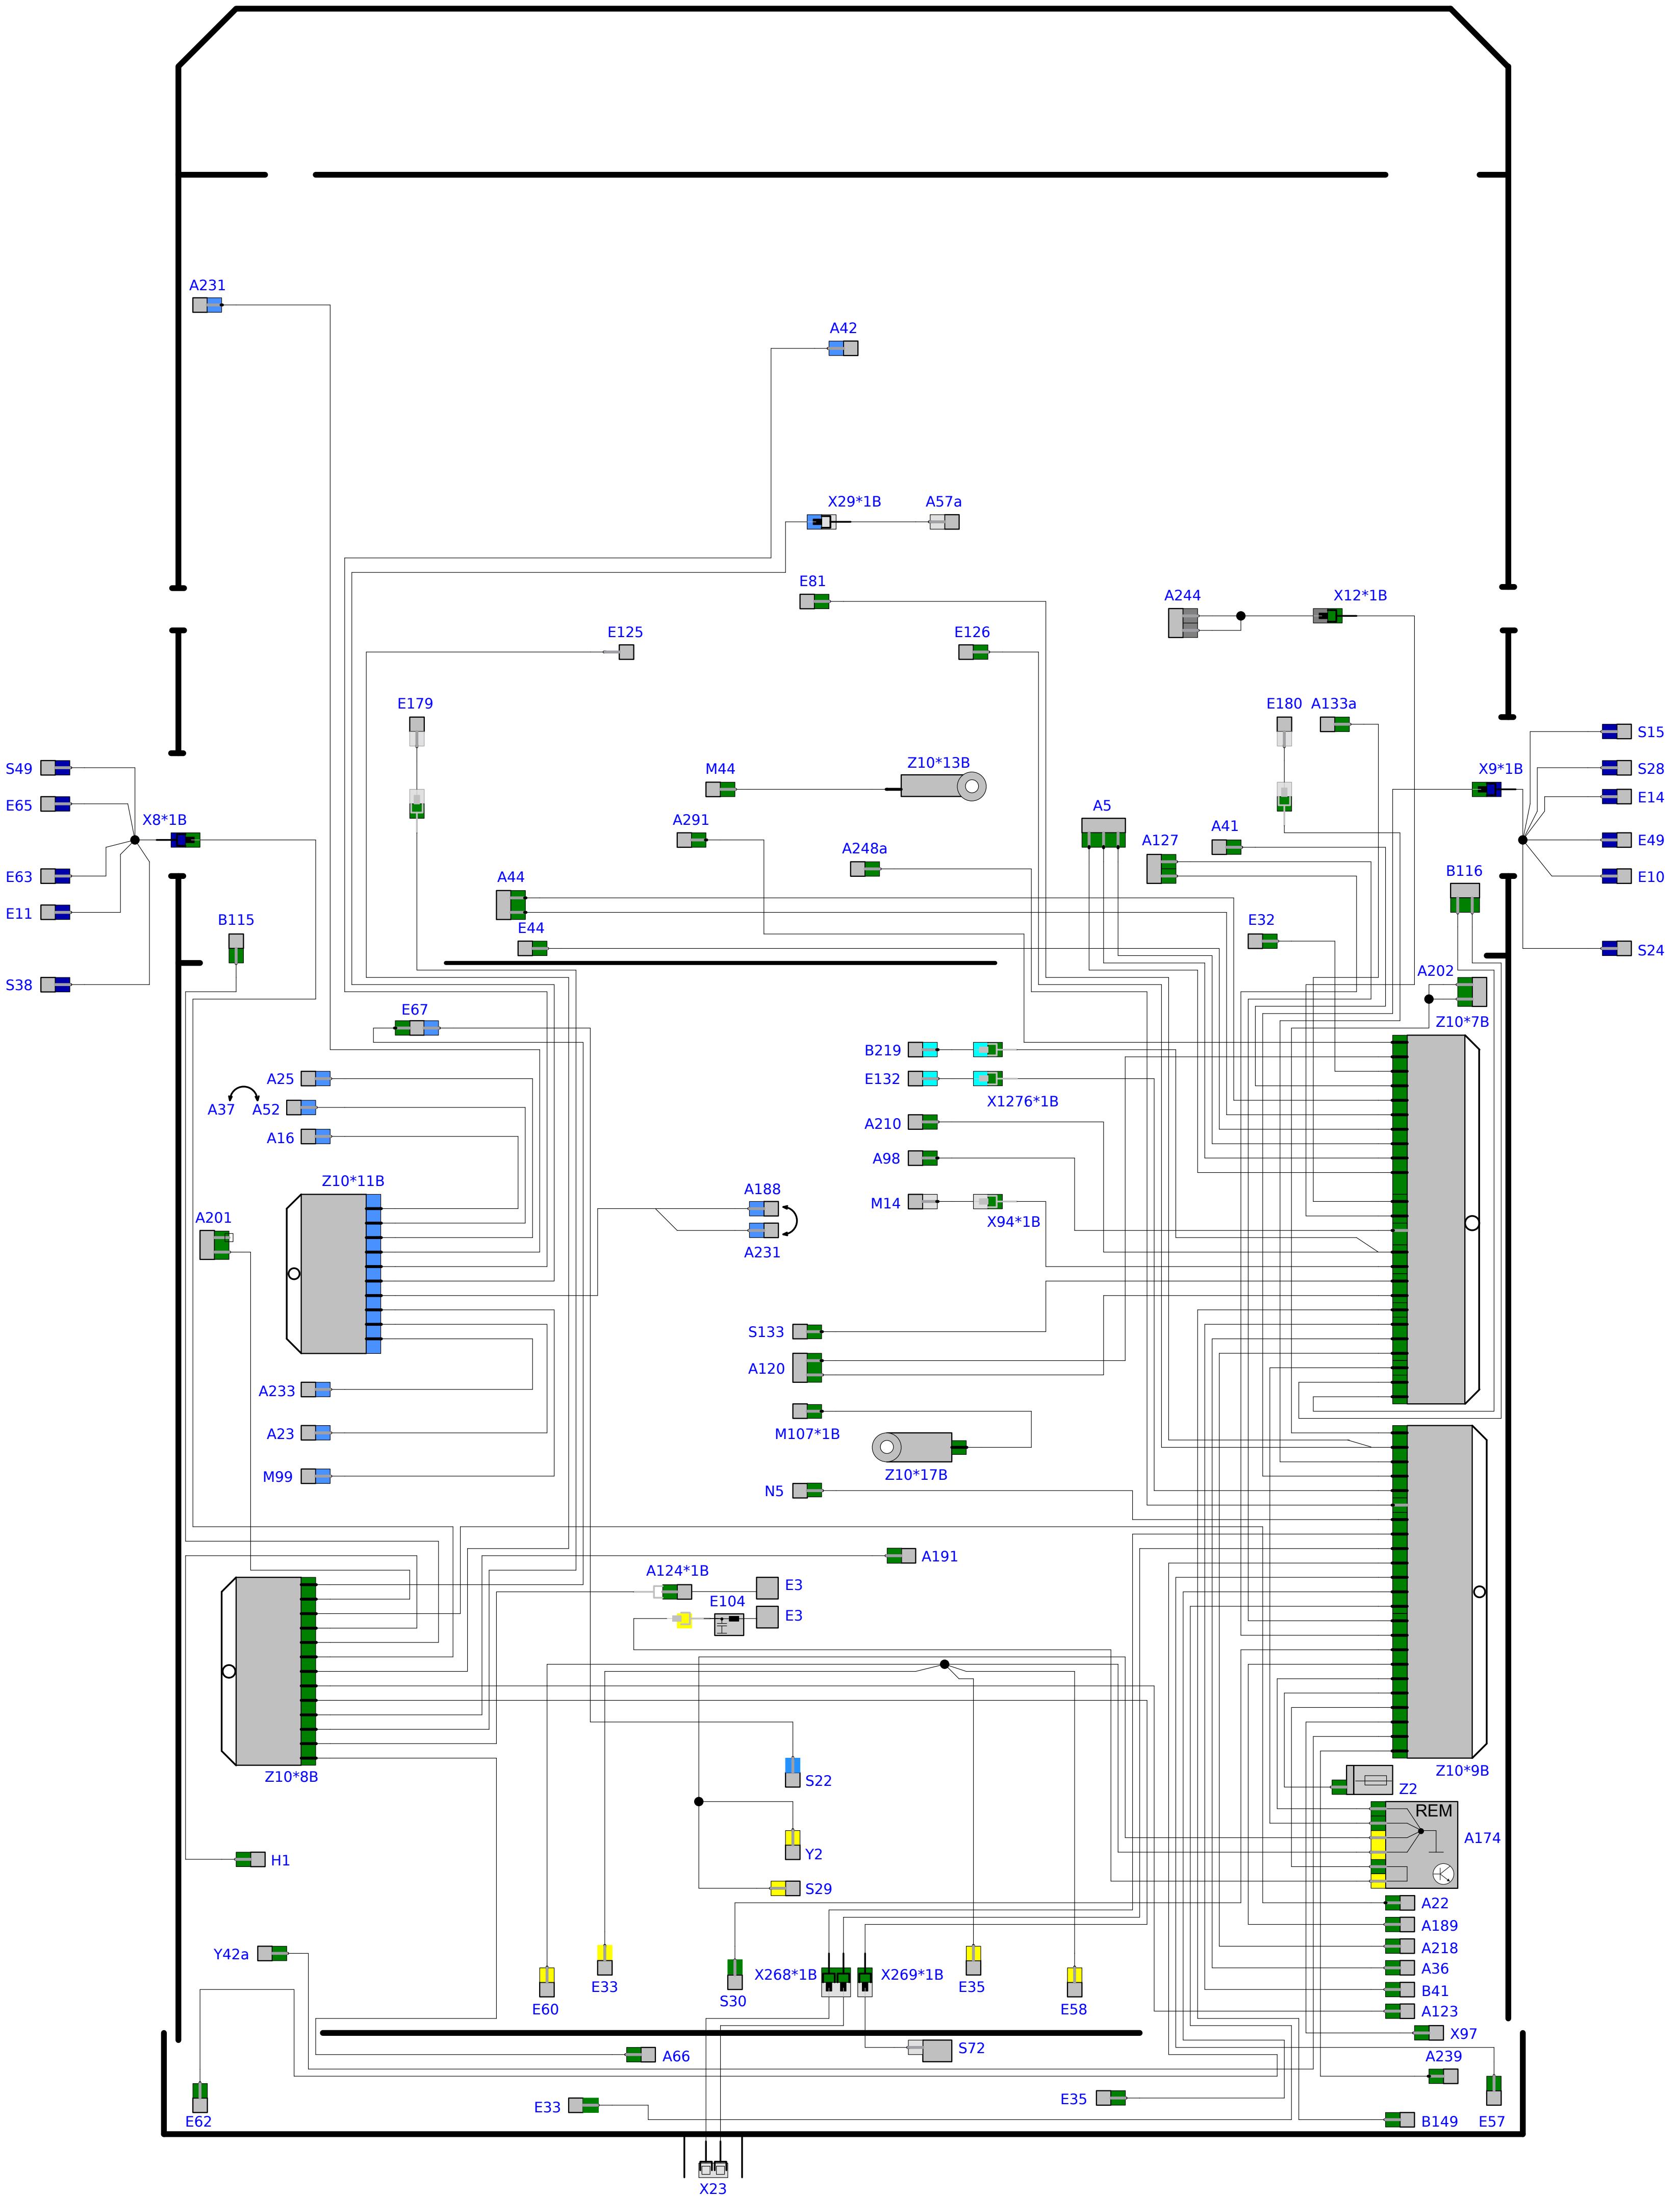 A231
A42
X29*1B
A57a
E81
A244
X12*1B
E125
E126
E179
E180
A133a
S15
S49
M44
Z10*13B
X9*1B
S28
E65
E14
X8*1B
A291
A5
A127
A41
E49
A248a
E63
A44
B116
E10
E11
B115
E44
E32
S24
S38
A202
E67
Z10*7B
B219
A25
E132
A37
A52
X1276*1B
A16
A210
A98
Z10*11B
A188
M14
A201
X94*1B
A231
S133
A120
A233
A23
M107*1B
M99
Z10*17B
N5
A191
A124*1B
E3
E104
E3
Z10*8B
S22
Z10*9B
Z2
REM
A174
Y2
H1
S29
A22
A189
Y42a
A218
X268*1B
X269*1B
A36
E33
E35
S30
B41
E60
E58
A123
X97
S72
A66
A239
E62
E33
E35
B149
E57
X23